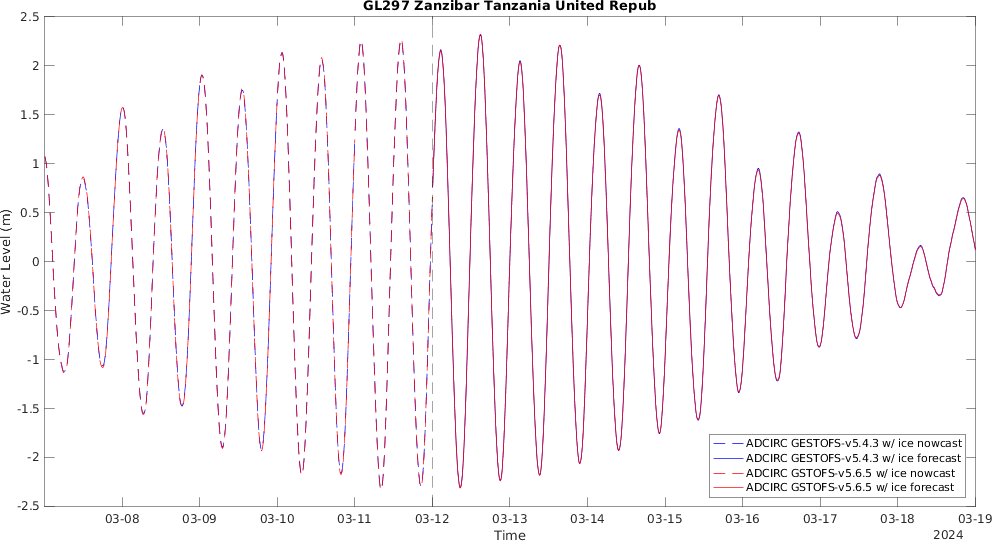 GL297 Zanzibar Tanzania United Repub
2.5
2
1.5
1
0.5
0
-0.5
-1
-1.5
-2
-2.5
Water Level (m)
ADCIRC GESTOFS-v5.4.3 w/ ice nowcast
ADCIRC GESTOFS-v5.4.3 w/ ice forecast
ADCIRC GSTOFS-v5.6.5 w/ ice nowcast
ADCIRC GSTOFS-v5.6.5 w/ ice forecast
03-08 03-09 03-10 03-11 03-12 03-13 03-14 03-15 03-16 03-17 03-18 03-19
Time
2024